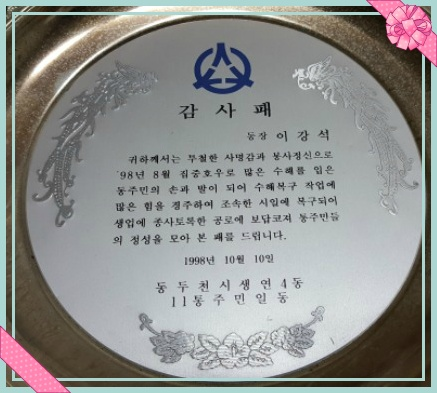 감 사 패
동장 이 강 석
귀하께서는 투철한 사명감과 봉사정신으로
'98년 8월 집중호우로 많은 수해를 입은
동주민의 손과 발이 되어 수해복구 작업에
많은 힘을 경주하여 조속한 시일에 복구되어
생업에 종사토록한 공로에 보답코져 통주민들
의 정성을 모아 본 패를 드립니다.
1998년 10월 10일
동 두 천 시 생 연 4 동
11 통 주 민 일 동